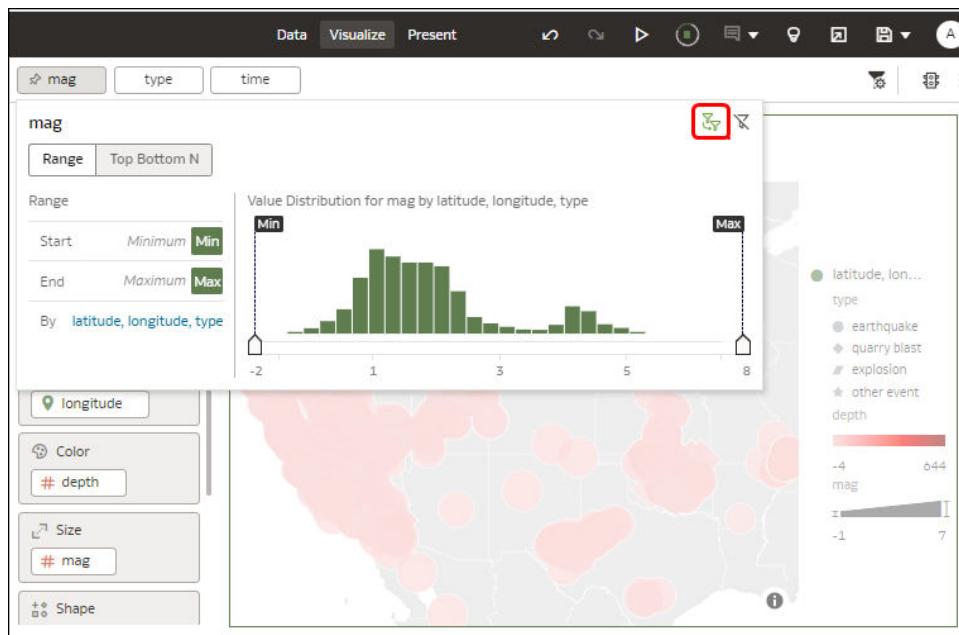 Data Visualize Present A
mag type time
mag
Range Top Bottom N
Range
Start Minimum Min
End Maximum Max
By latitude, longitude, type
Value Distribution for mag by latitude, longitude, type
Min Max
-2 1 3 5 8
longitude
Color
# depth
Size
# mag
Shape
latitude, lon...
type
earthquake
quarry blast
explosion
other event
depth
-4 644
mag
-1 7